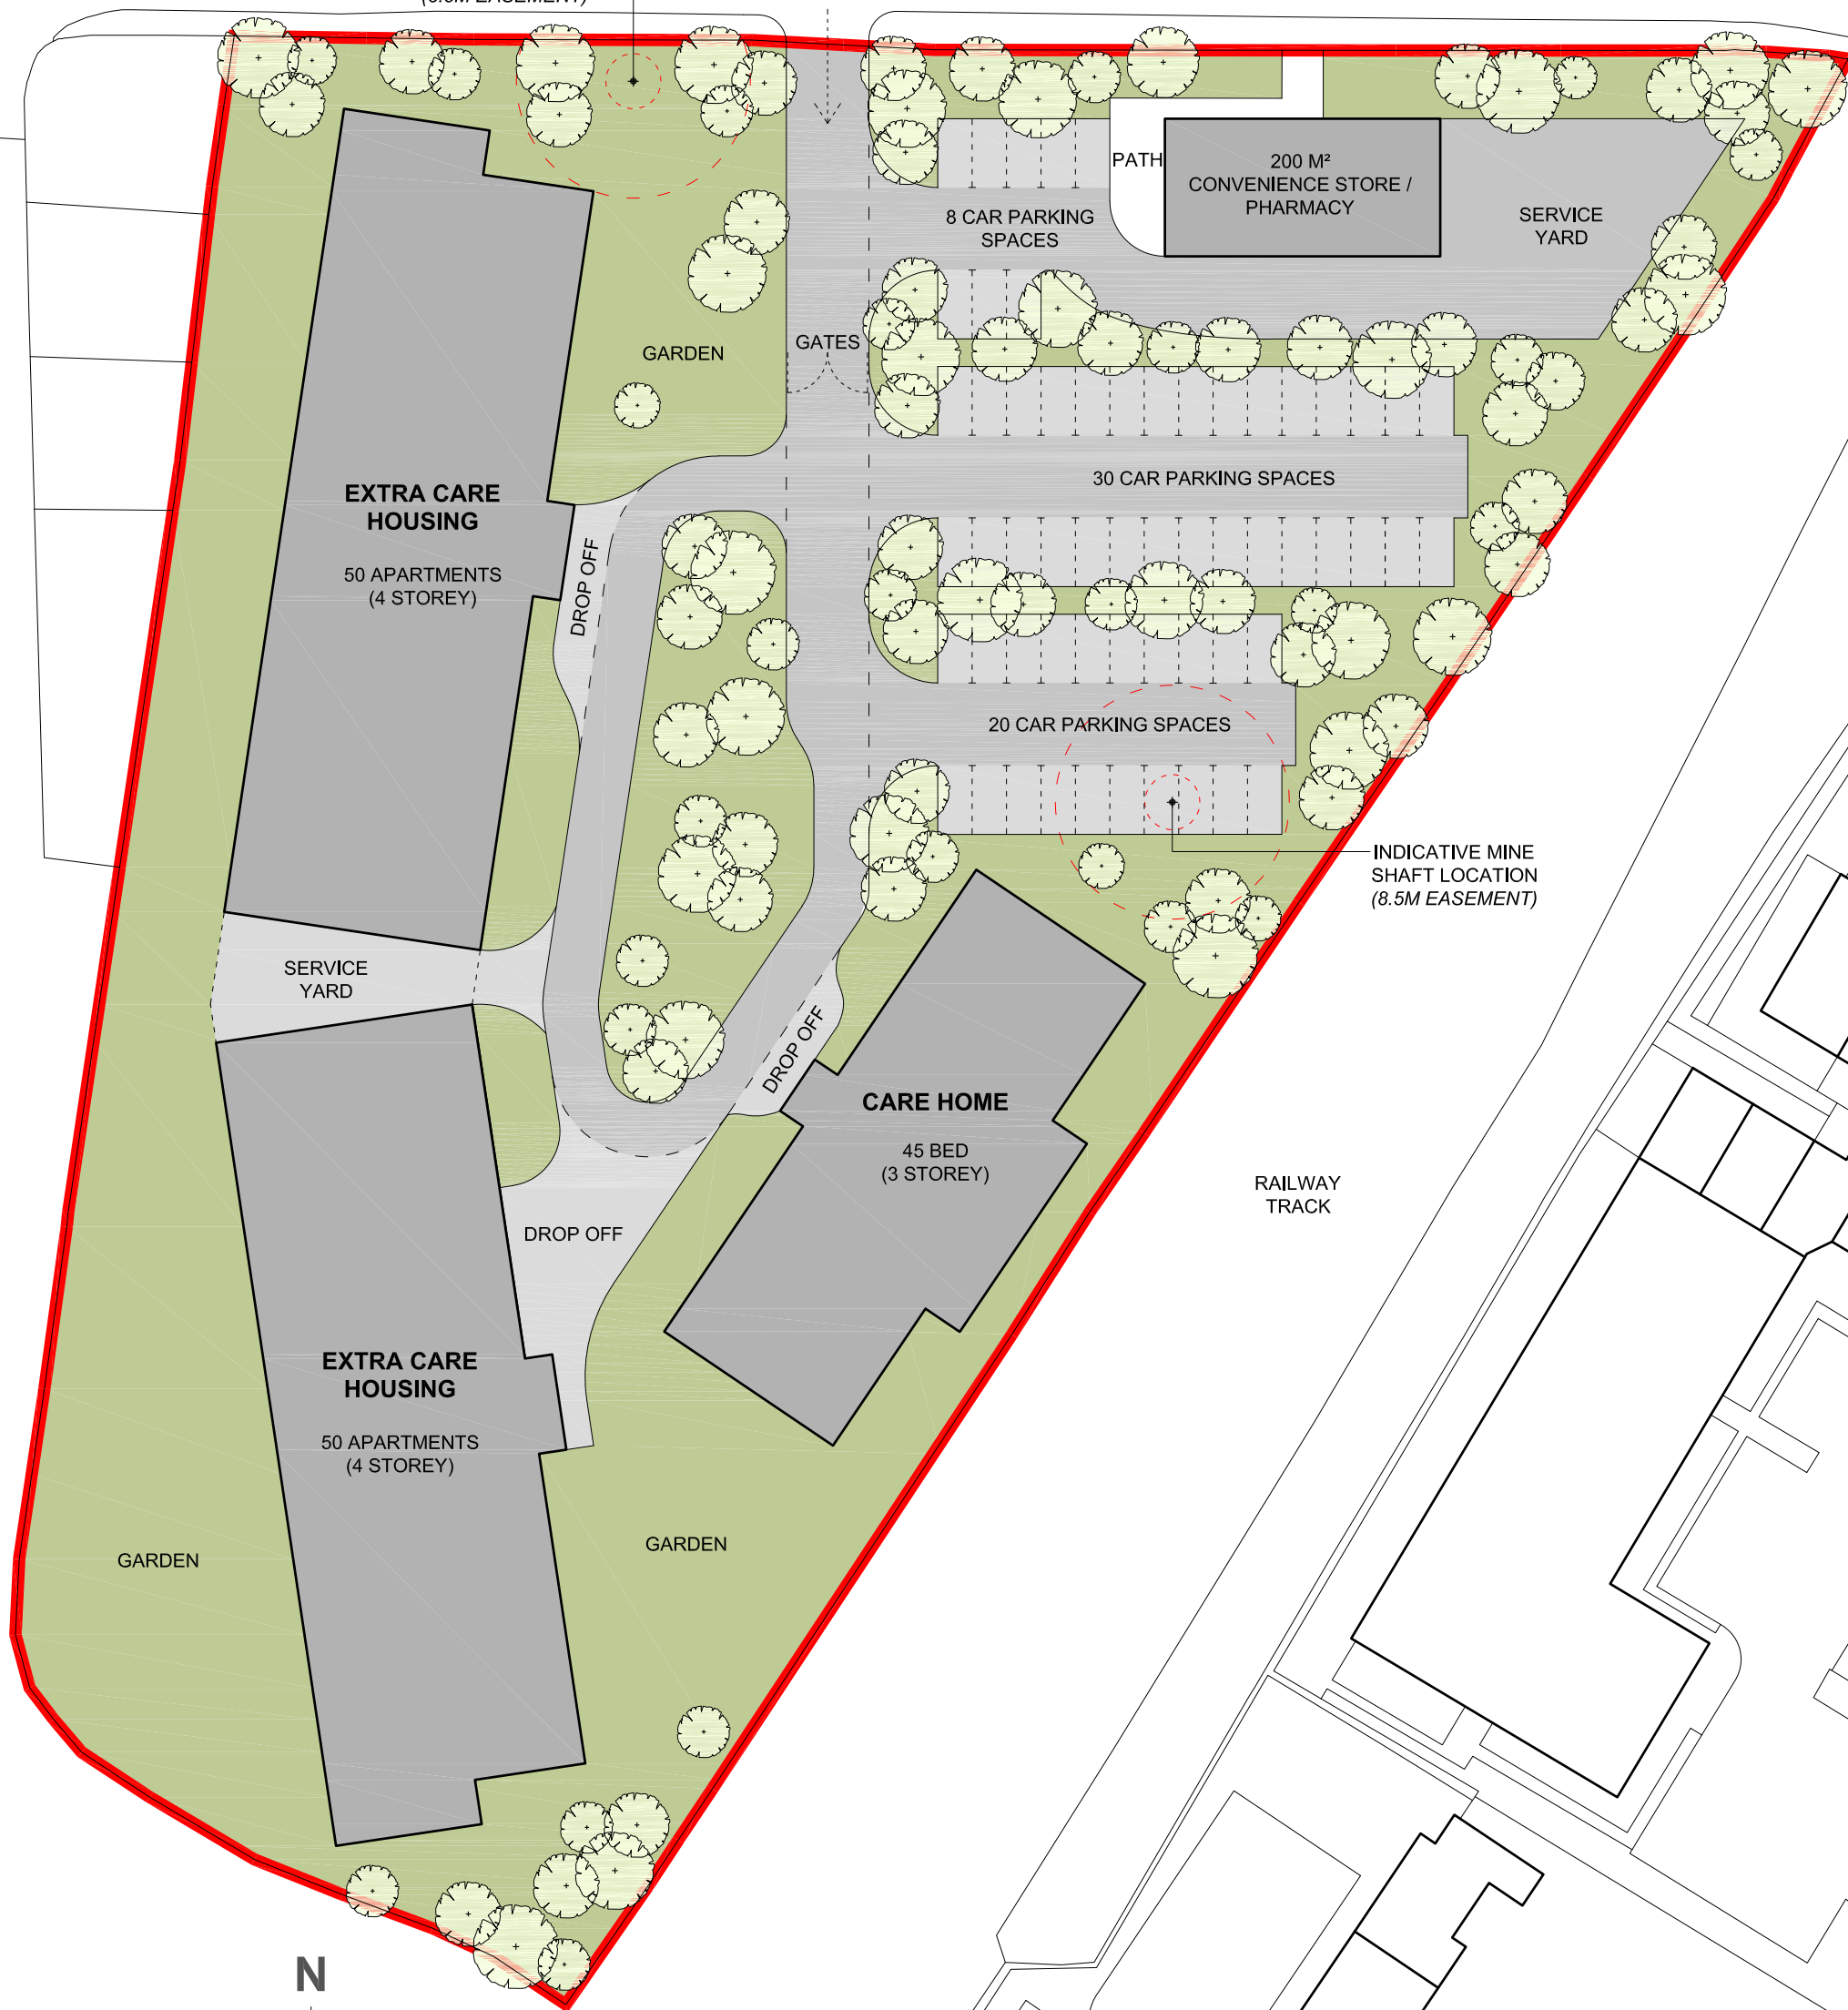 PATH
200 M²
CONVENIENCE STORE /
PHARMACY
8 CAR PARKING
SPACES
SERVICE
YARD
GATES
GARDEN
30 CAR PARKING SPACES
EXTRA CARE
HOUSING
50 APARTMENTS
(4 STOREY)
DROP OFF
20 CAR PARKING SPACES
INDICATIVE MINE
SHAFT LOCATION
(8.5M EASEMENT)
SERVICE
YARD
DROP OFF
CARE HOME
45 BED
(3 STOREY)
RAILWAY
TRACK
DROP OFF
EXTRA CARE
HOUSING
50 APARTMENTS
(4 STOREY)
GARDEN
GARDEN
N